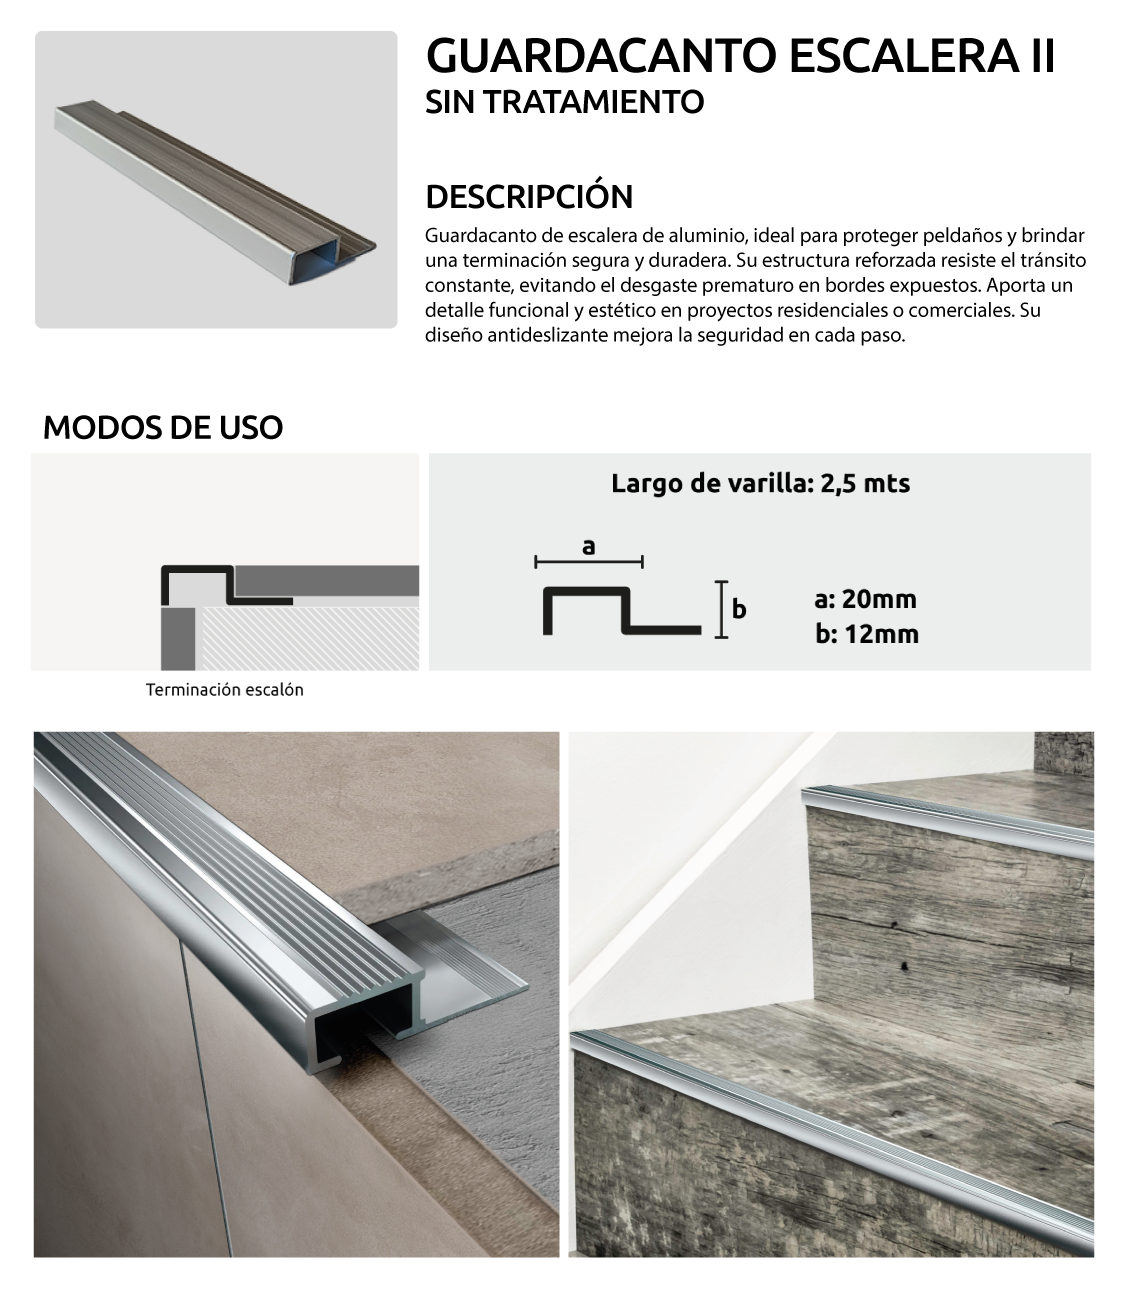 GUARDACANTO ESCALERA II
SIN TRATAMIENTO
DESCRIPCIÓN
Guardacanto de escalera de aluminio, ideal para proteger peldaños y brindar
una terminación segura y duradera. Su estructura reforzada resiste el tránsito
constante, evitando el desgaste prematuro en bordes expuestos. Aporta un
detalle funcional y estético en proyectos residenciales o comerciales. Su
diseño antideslizante mejora la seguridad en cada paso.
MODOS DE USO
Largo de varilla: 2,5 mts
a
b
a: 20mm
b: 12mm
Terminación escalón